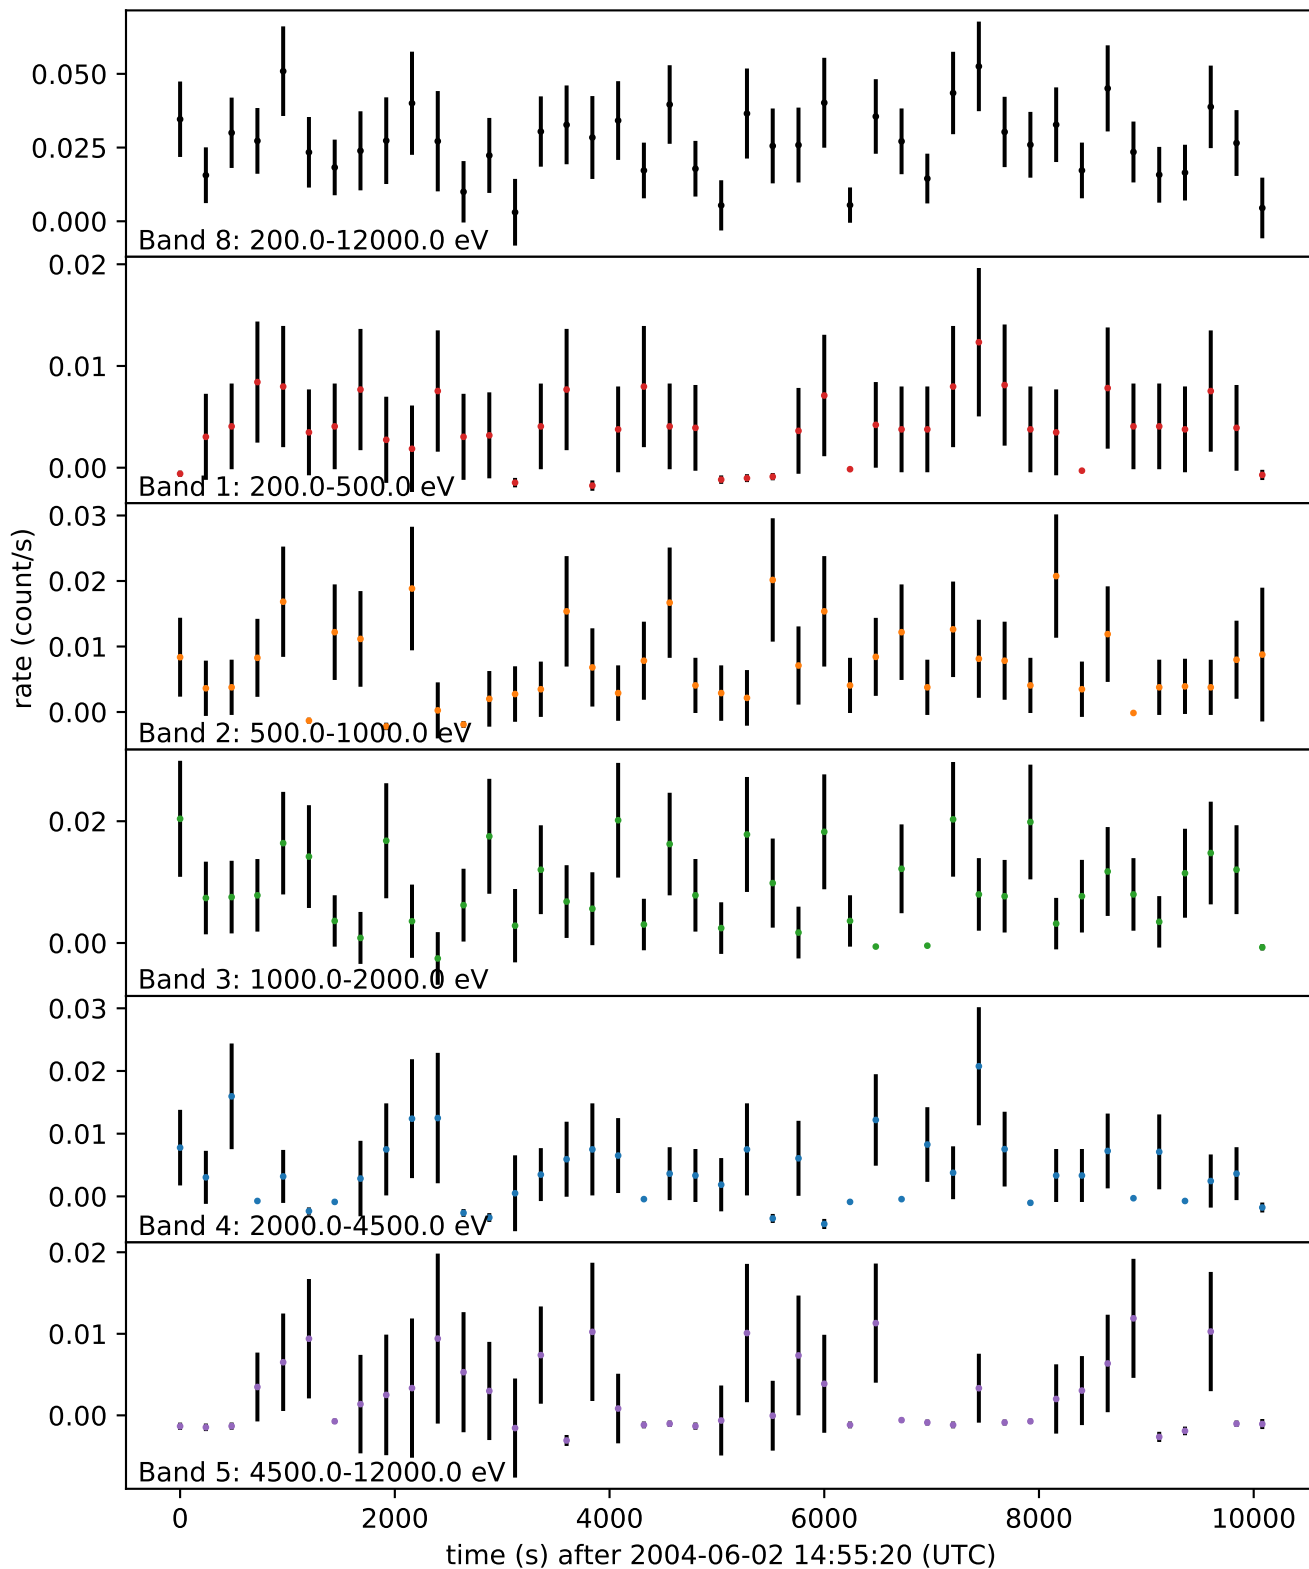 0.050
0.025
0.000
Band 8: 200.0-12000.0 eV
0.02
0.01
0.00
Band 1: 200.0-500.0 eV
0.03
0.02
0.01
0.00
Band 2: 500.0-1000.0 eV
rate (count/s)
0.02
0.00
Band 3: 1000.0-2000.0 eV
0.03
0.02
0.01
0.00
Band 4: 2000.0-4500.0 eV
0.02
0.01
0.00
Band 5: 4500.0-12000.0 eV
0 2000 4000 6000 8000 10000
time (s) after 2004-06-02 14:55:20 (UTC)